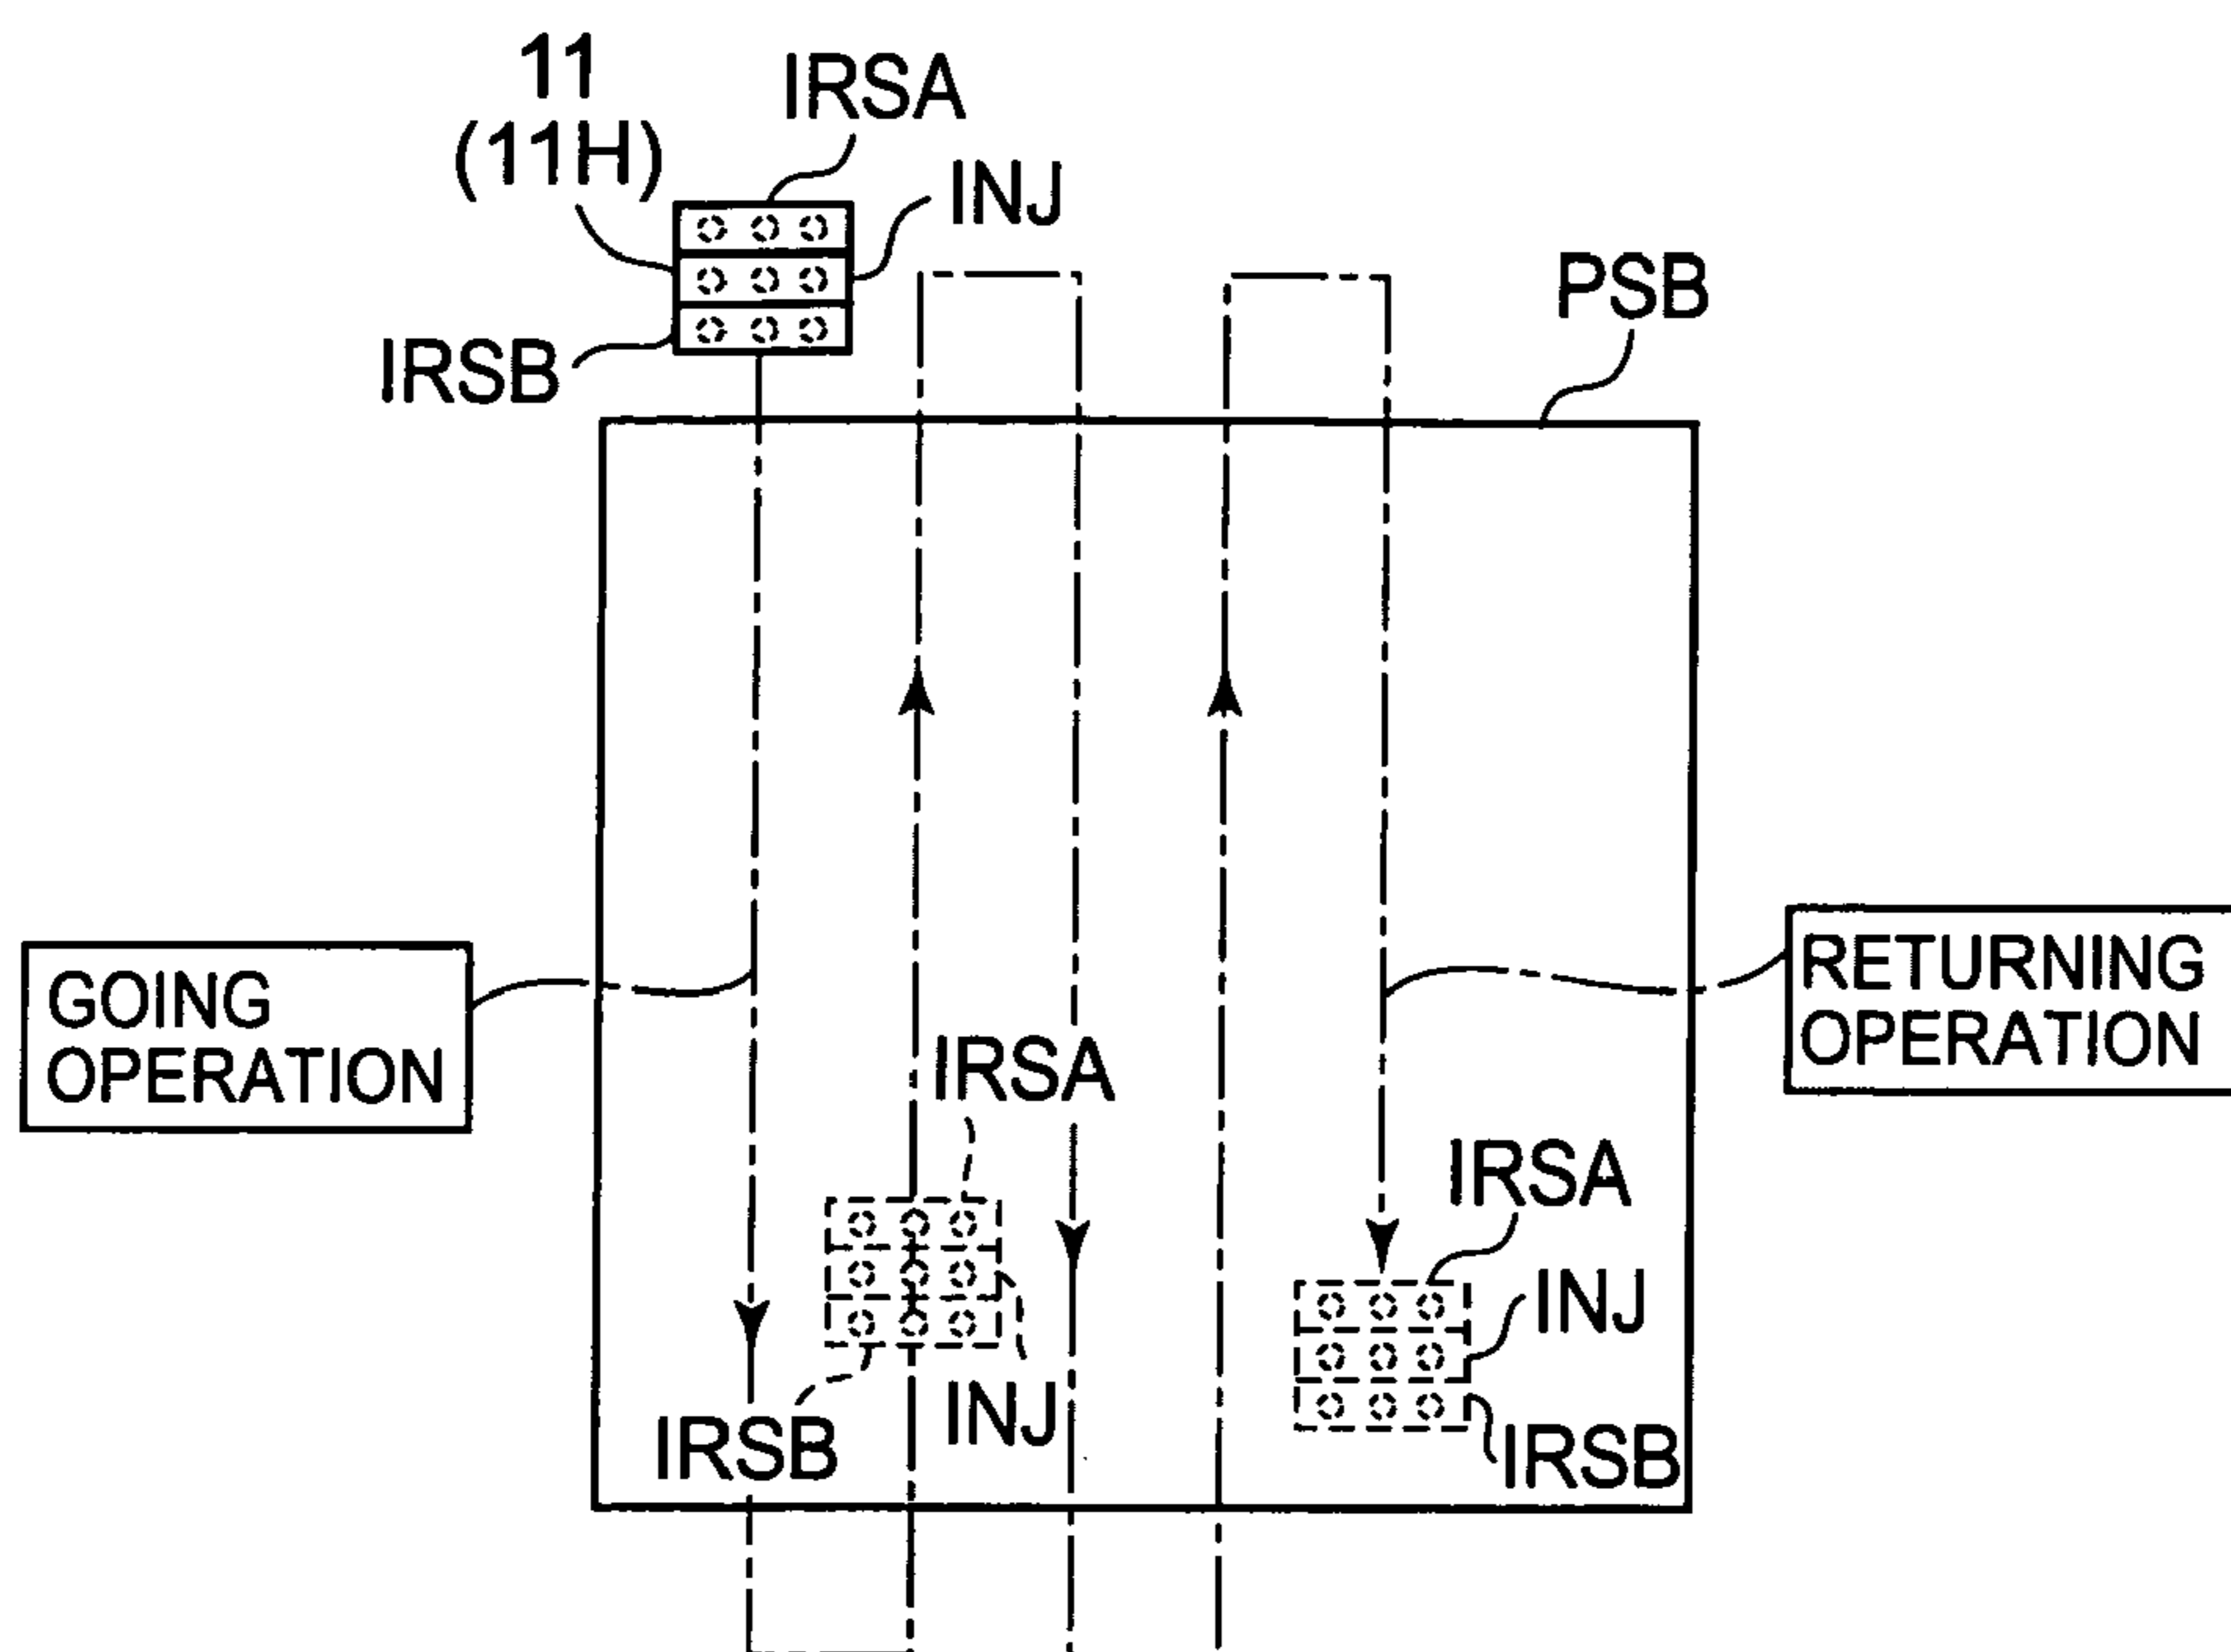 11
(11H)
IRSA
INJ
IRSB
PSB
GOING
OPERATION
RETURNING
OPERATION
IRSA
INJ
IRSB
IRSA
INJ
IRSB